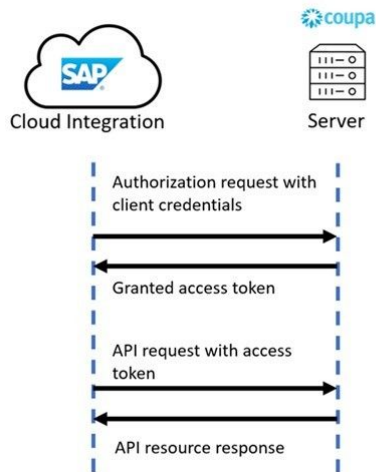 coupa
SAP
Cloud Integration
Server
Authorization request with
client credentials
Granted access token
API request with access
token
API resource response